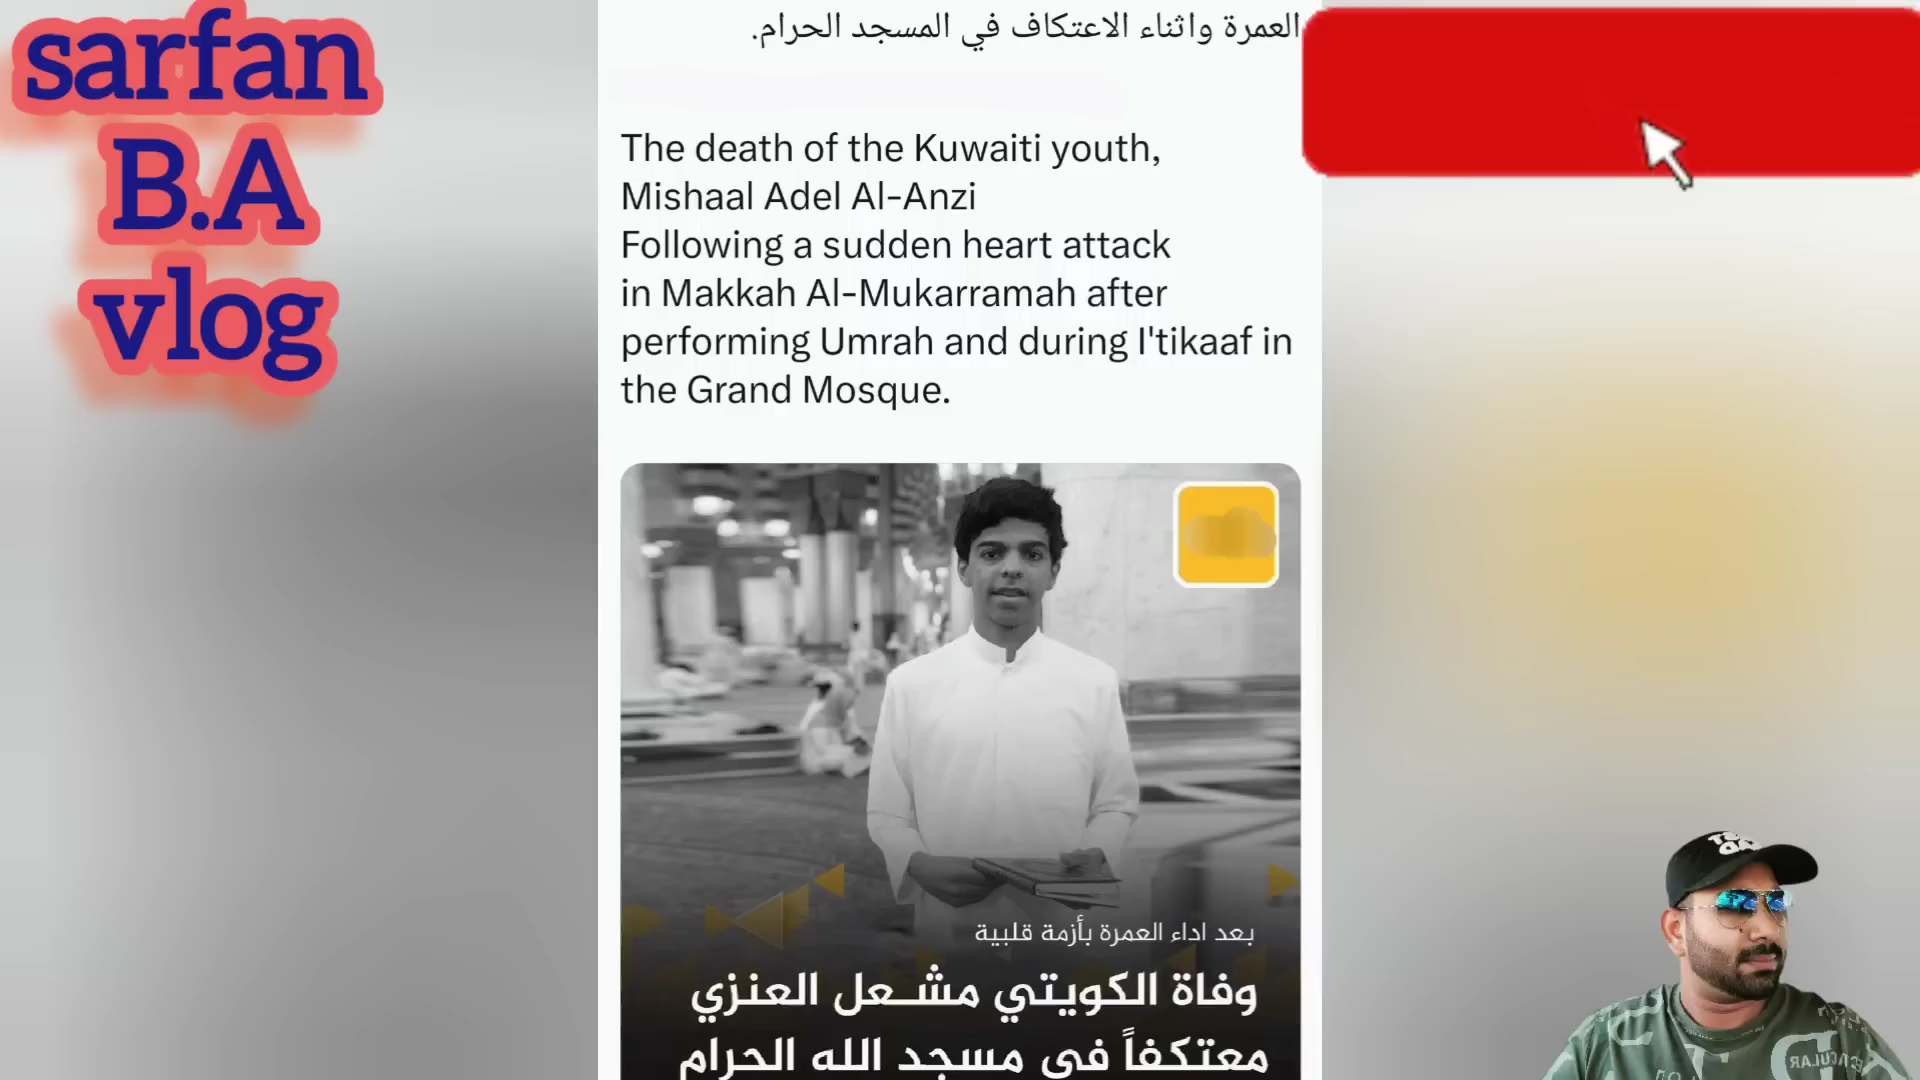 sarfan
B.A
vlog
العمرة واثناء الاعتكاف في المسجد الحرام.
The death of the Kuwaiti youth,
Mishaal Adel Al-Anzi
Following a sudden heart attack
in Makkah Al-Mukarramah after
performing Umrah and during I'tikaaf in
the Grand Mosque.
بعد اداء العمرة بأزمة قلبية
وفاة الكويتي مشعل العنزي
معتكفاً في مسجد الله الحرام